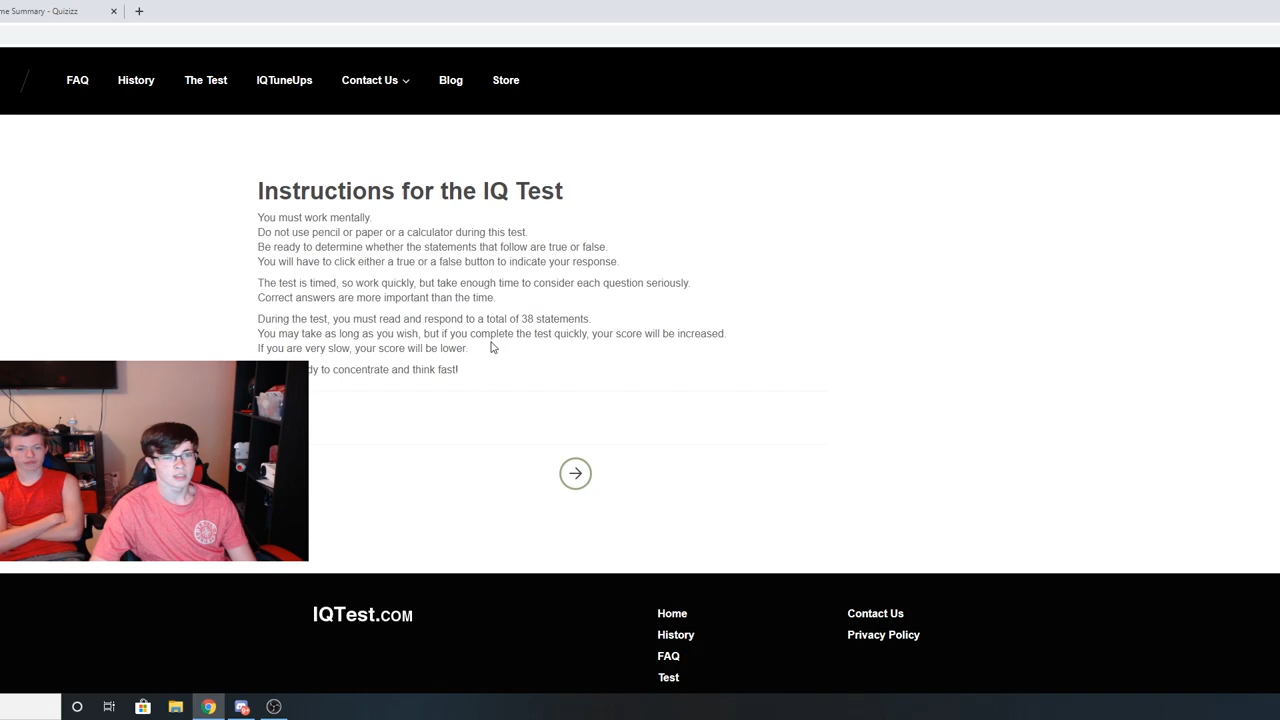 me Summary - Quizizz
FAQ
History
The Test
IQTuneUps
Contact Us
Blog
Store
Instructions for the IQ Test
You must work mentally.
Do not use pencil or paper or a calculator during this test.
Be ready to determine whether the statements that follow are true or false.
You will have to click either a true or a false button to indicate your response.
The test is timed, so work quickly, but take enough time to consider each question seriously.
Correct answers are more important than the time.
During the test, you must read and respond to a total of 38 statements.
You may take as long as you wish, but if you complete the test quickly, your score will be increased.
If you are very slow, your score will be lower.
dy to concentrate and think fast!
IQTest.COM
Home
History
FAQ
Test
Contact Us
Privacy Policy